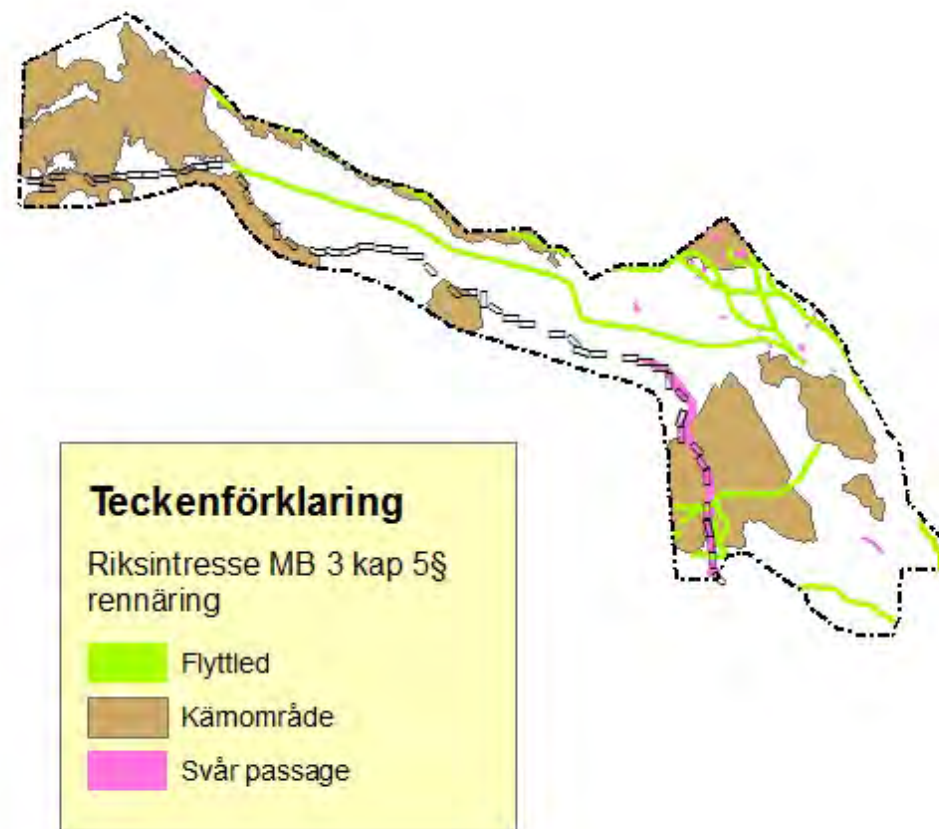 Teckenförklaring
Riksintresse MB 3 kap 5§
rennäring
Flyttled
Kärnområde
Svår passage